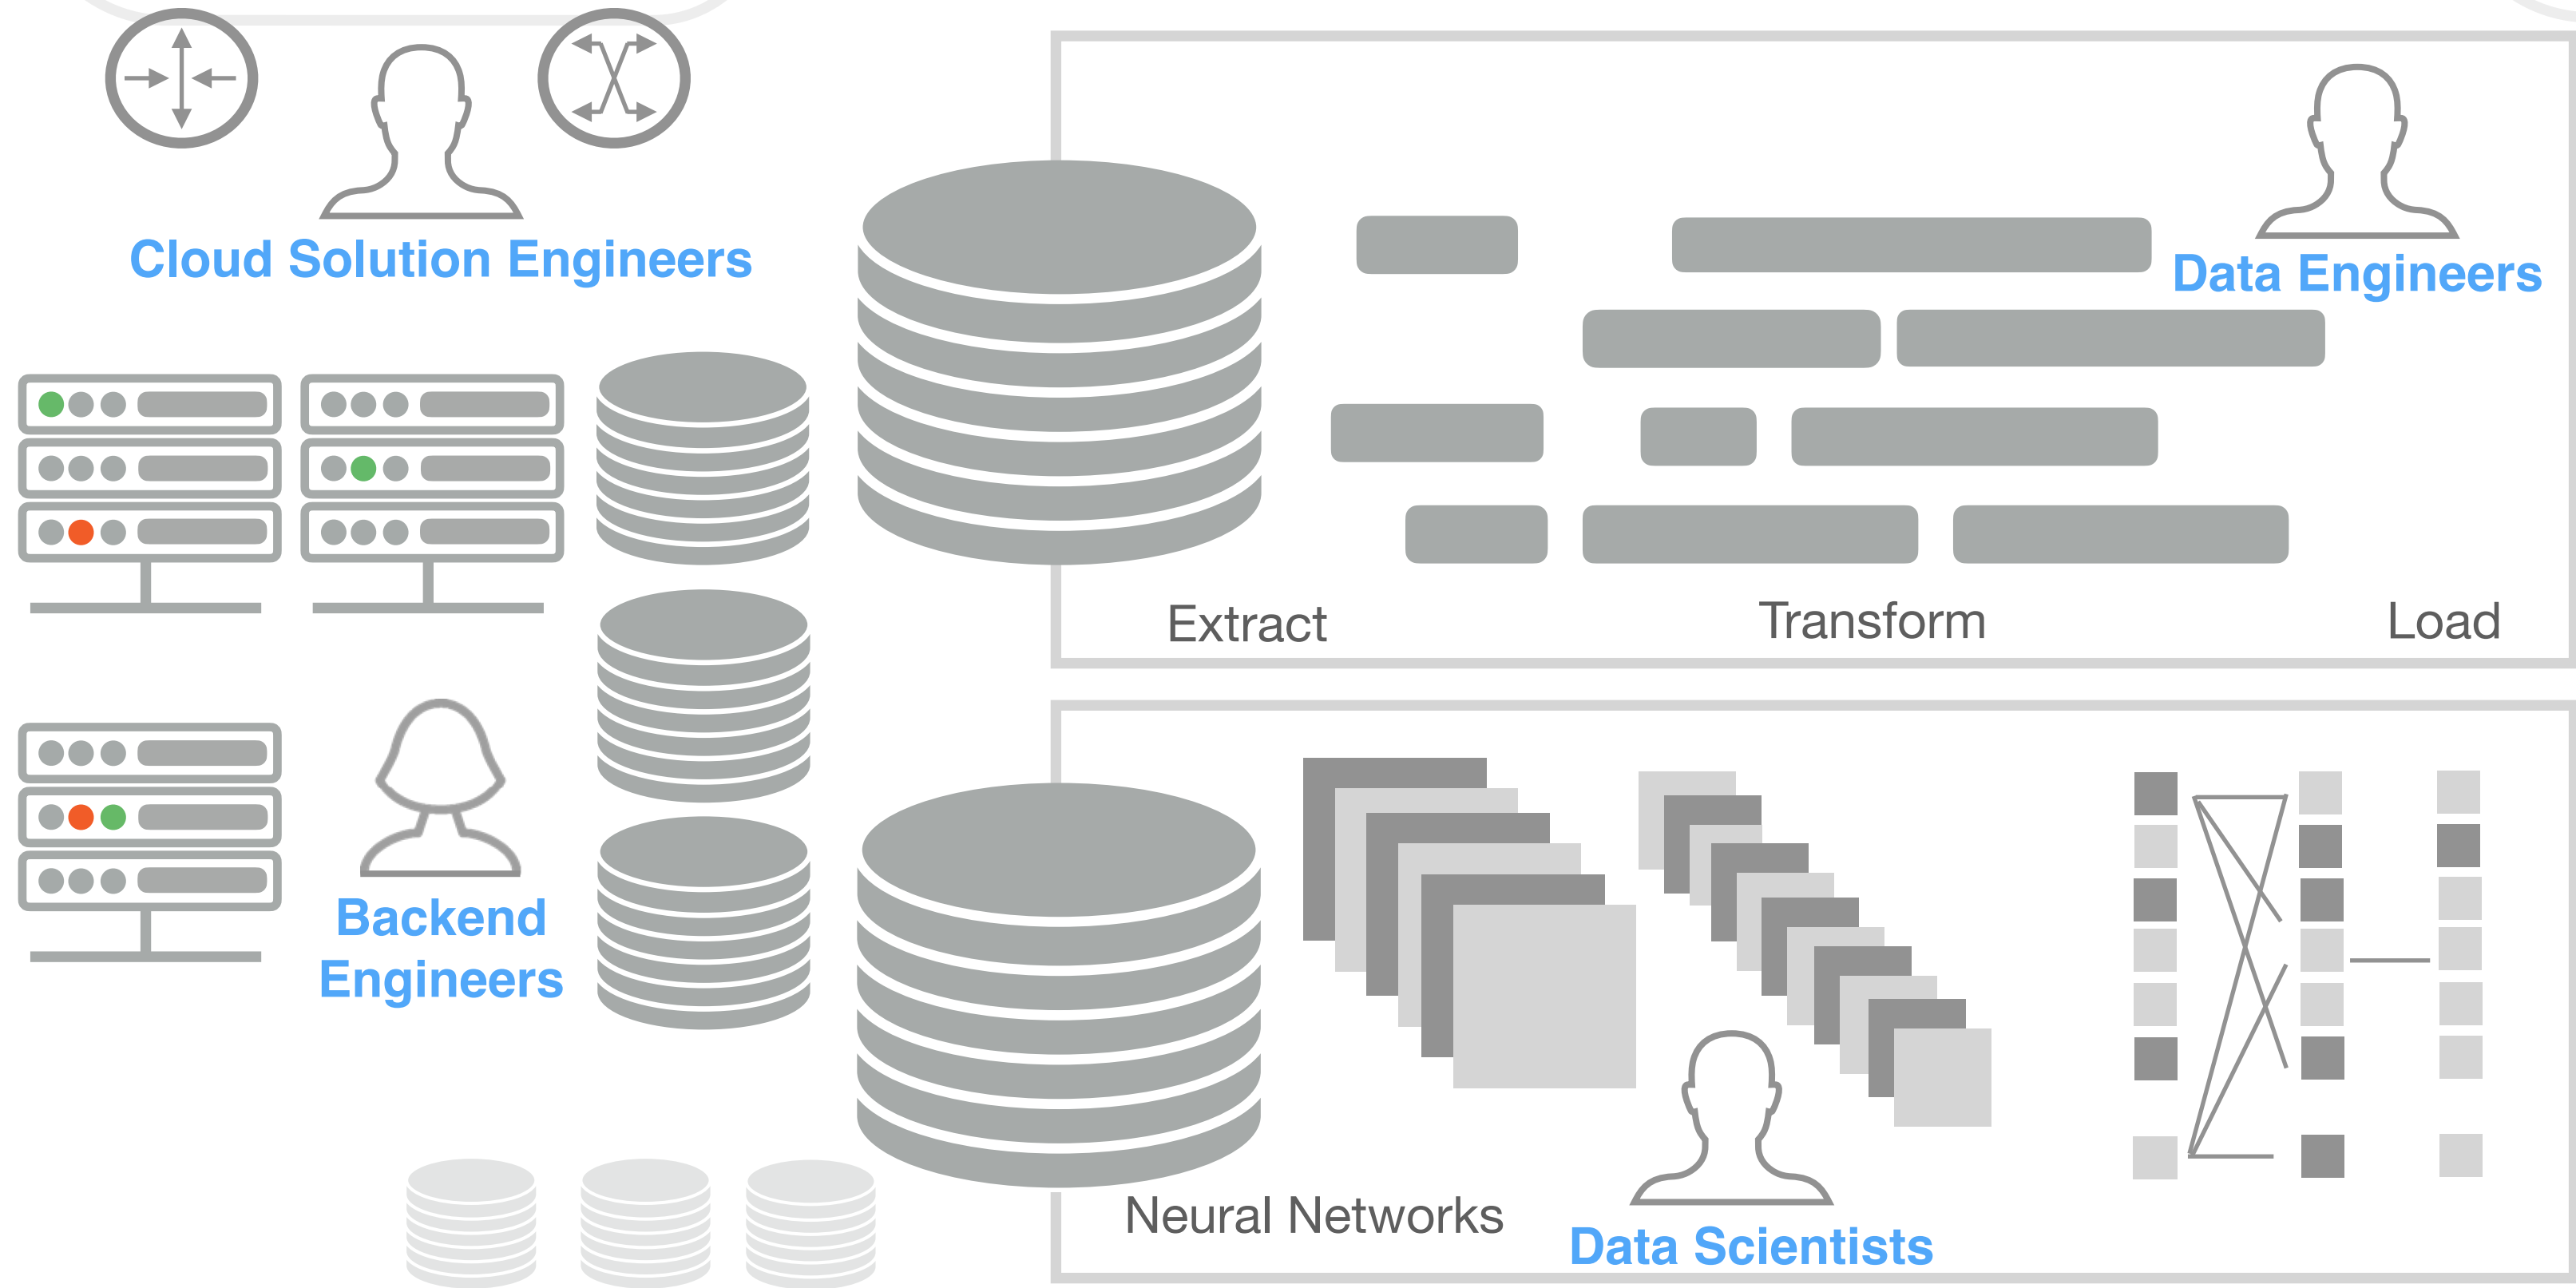 Cloud Solution Engineers
Data Engineers
Extract
Transform
Load
Backend
Engineers
Neural Networks
Data Scientists